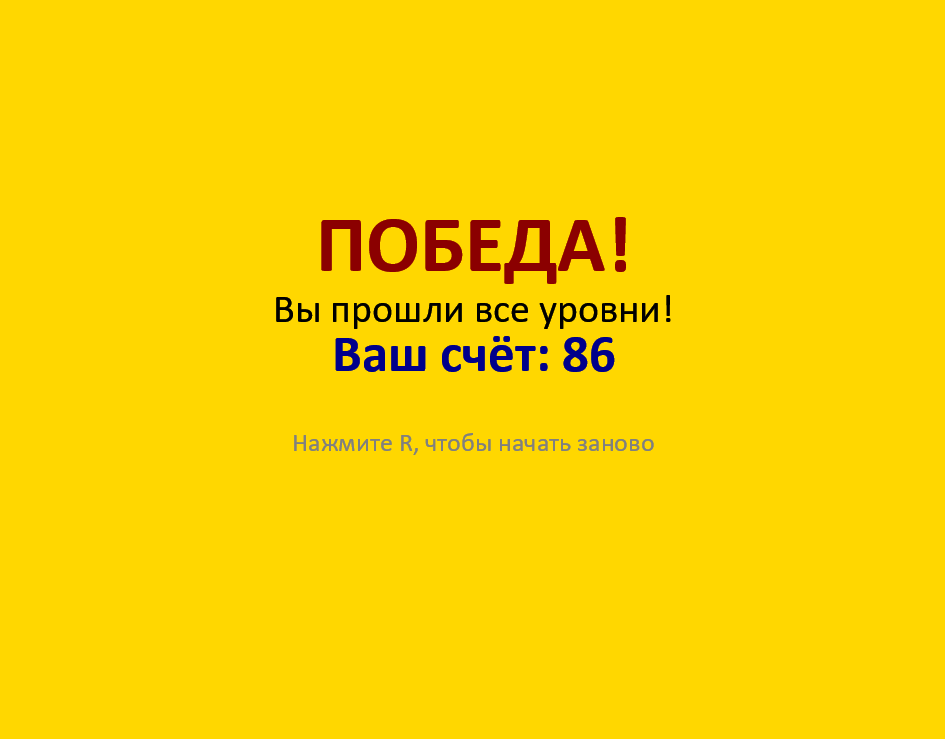 ПОБЕДА!
Вы прошли все уровни!
Ваш счёт: 86
Нажмите R, чтобы начать заново